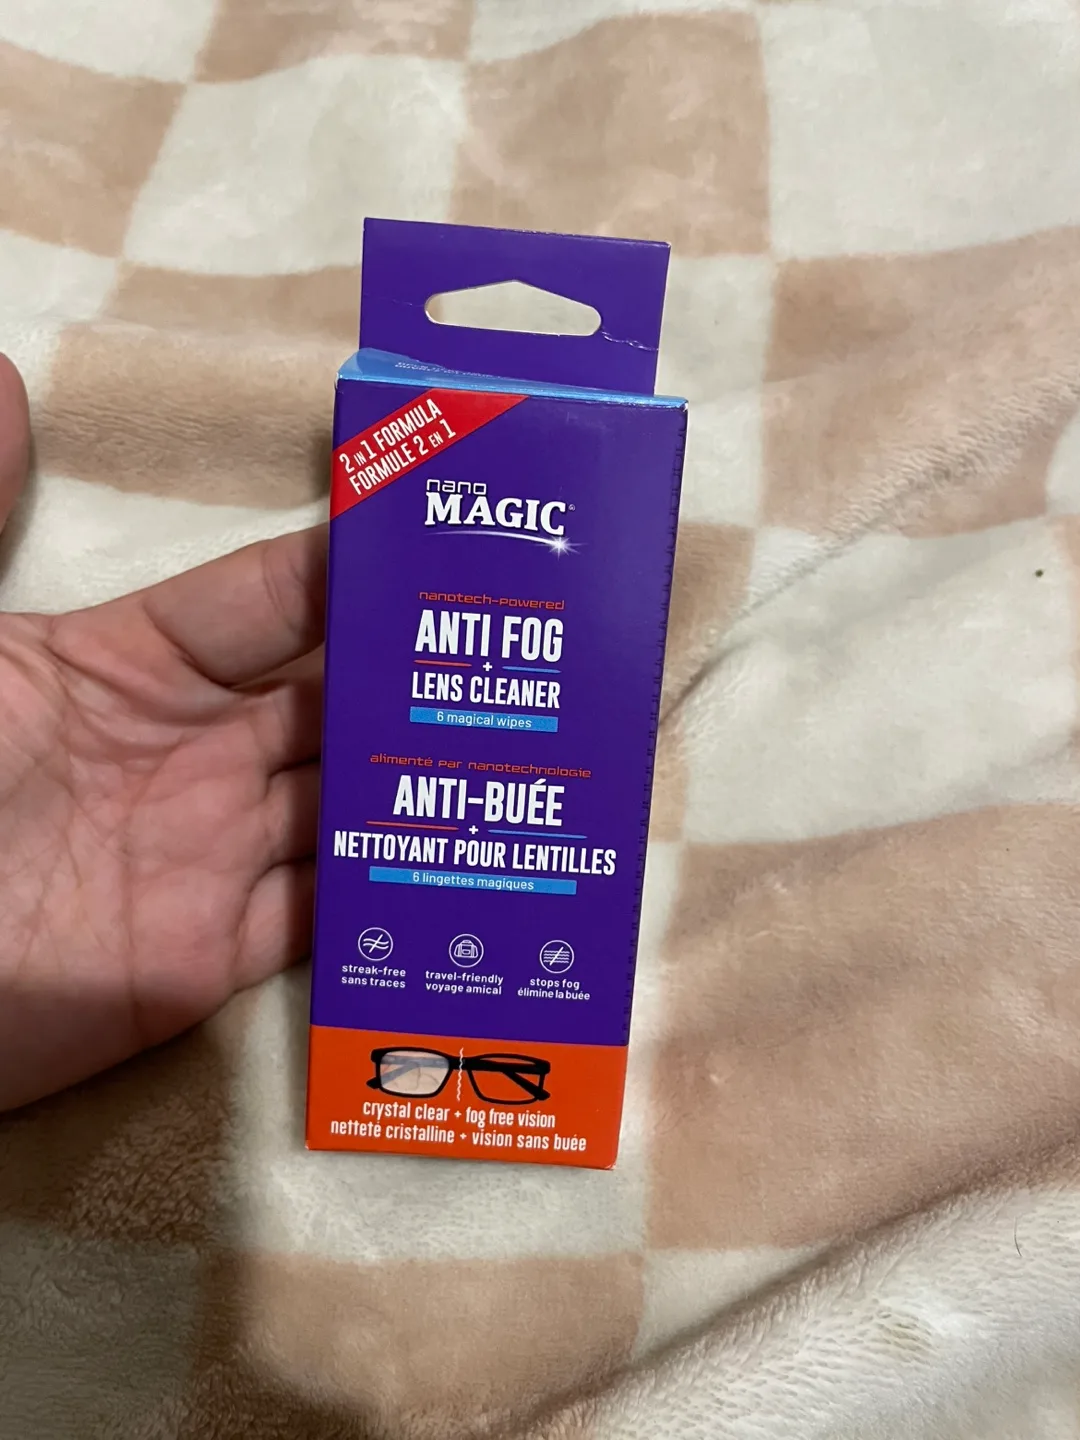 2 IN 1 FORMULA
FORMULE 2 EN 1
nano
MAGIC®
nanotech-powered
ANTI FOG
+
LENS CLEANER
6 magical wipes
alimenté par nanotechnologie
ANTI-BUÉE
+
NETTOYANT POUR LENTILLES
6 lingettes magiques
streak-free
sans traces
travel-friendly
voyage amical
stops fog
élimine la buée
crystal clear + fog free vision
netteté cristalline + vision sans buée